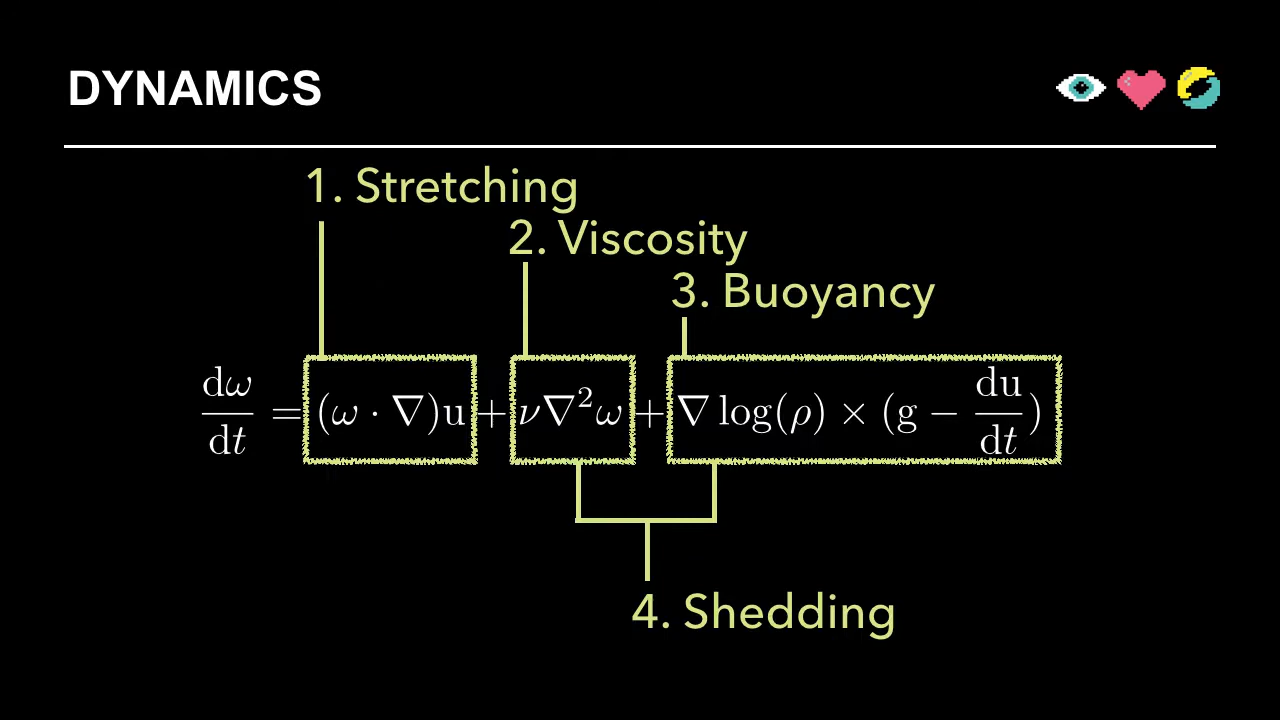 DYNAMICS
1. Stretching
2. Viscosity
3. Buoyancy
dω/dt = (ω · ∇)u + ν∇²ω + ∇ log(ρ) × (g − du/dt)
4. Shedding